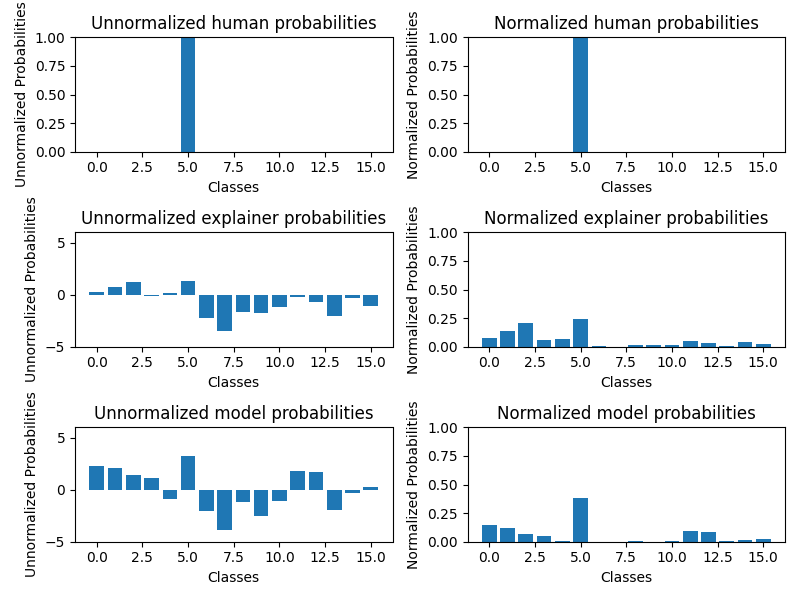 Unnormalized human probabilities
Unnormalized Probabilities
1.00
0.75
0.50
0.25
0.00
0.0 2.5 5.0 7.5 10.0 12.5 15.0
Classes
Normalized human probabilities
Normalized Probabilities
1.00
0.75
0.50
0.25
0.00
0.0 2.5 5.0 7.5 10.0 12.5 15.0
Classes
Unnormalized explainer probabilities
Unnormalized Probabilities
5
0
−5
0.0 2.5 5.0 7.5 10.0 12.5 15.0
Classes
Normalized explainer probabilities
Normalized Probabilities
1.00
0.75
0.50
0.25
0.00
0.0 2.5 5.0 7.5 10.0 12.5 15.0
Classes
Unnormalized model probabilities
Unnormalized Probabilities
5
0
−5
0.0 2.5 5.0 7.5 10.0 12.5 15.0
Classes
Normalized model probabilities
Normalized Probabilities
1.00
0.75
0.50
0.25
0.00
0.0 2.5 5.0 7.5 10.0 12.5 15.0
Classes